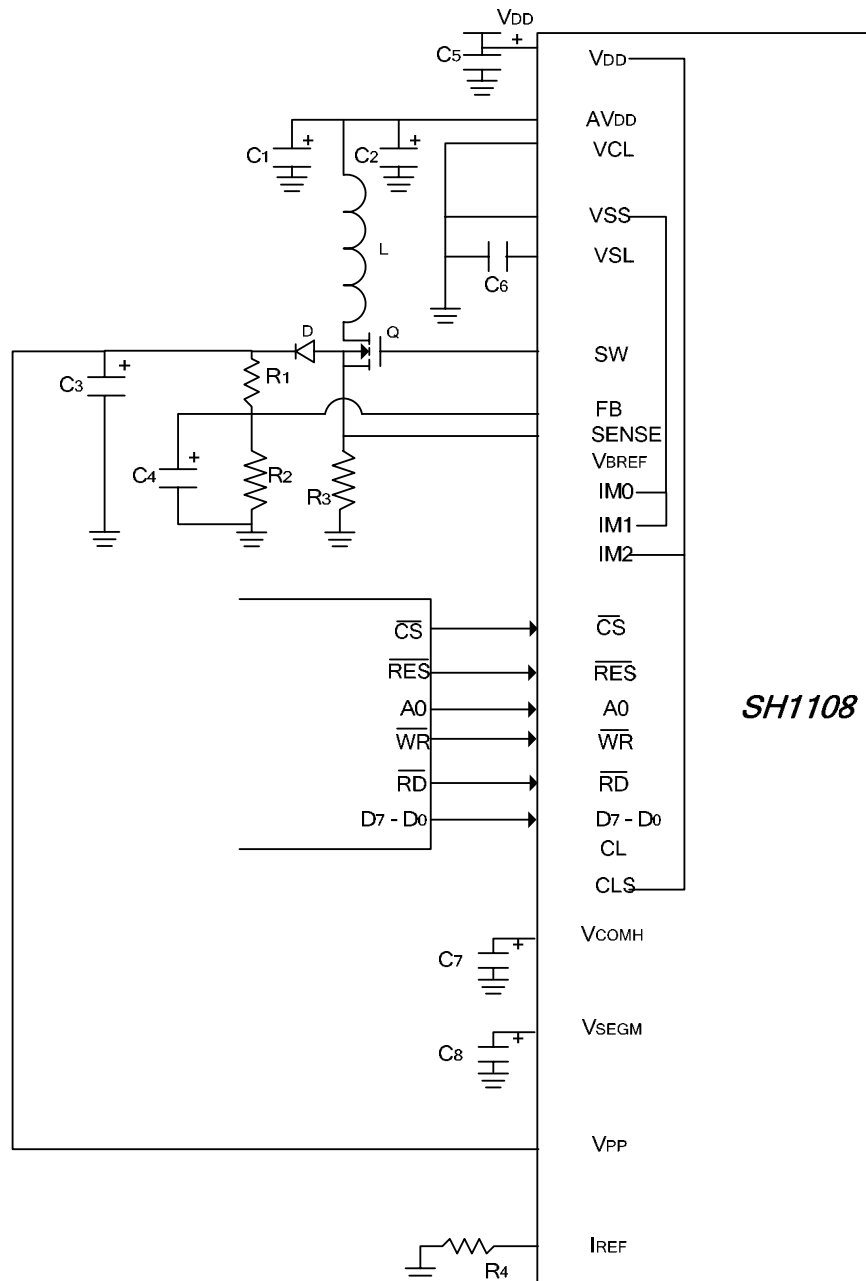 VDD
+
C5
VDD
AVDD
C1
+
C2
+
VCL
VSS
L
VSL
C6
D
Q
SW
C3
+
R1
FB
SENSE
VBREF
C4
+
R2
R3
IM0
IM1
IM2
CS
CS
RES
RES
A0
A0
SH1108
WR
WR
RD
RD
D7 - D0
D7 - D0
CL
CLS
C7
+
VCOMH
C8
+
VSEGM
VPP
IREF
R4